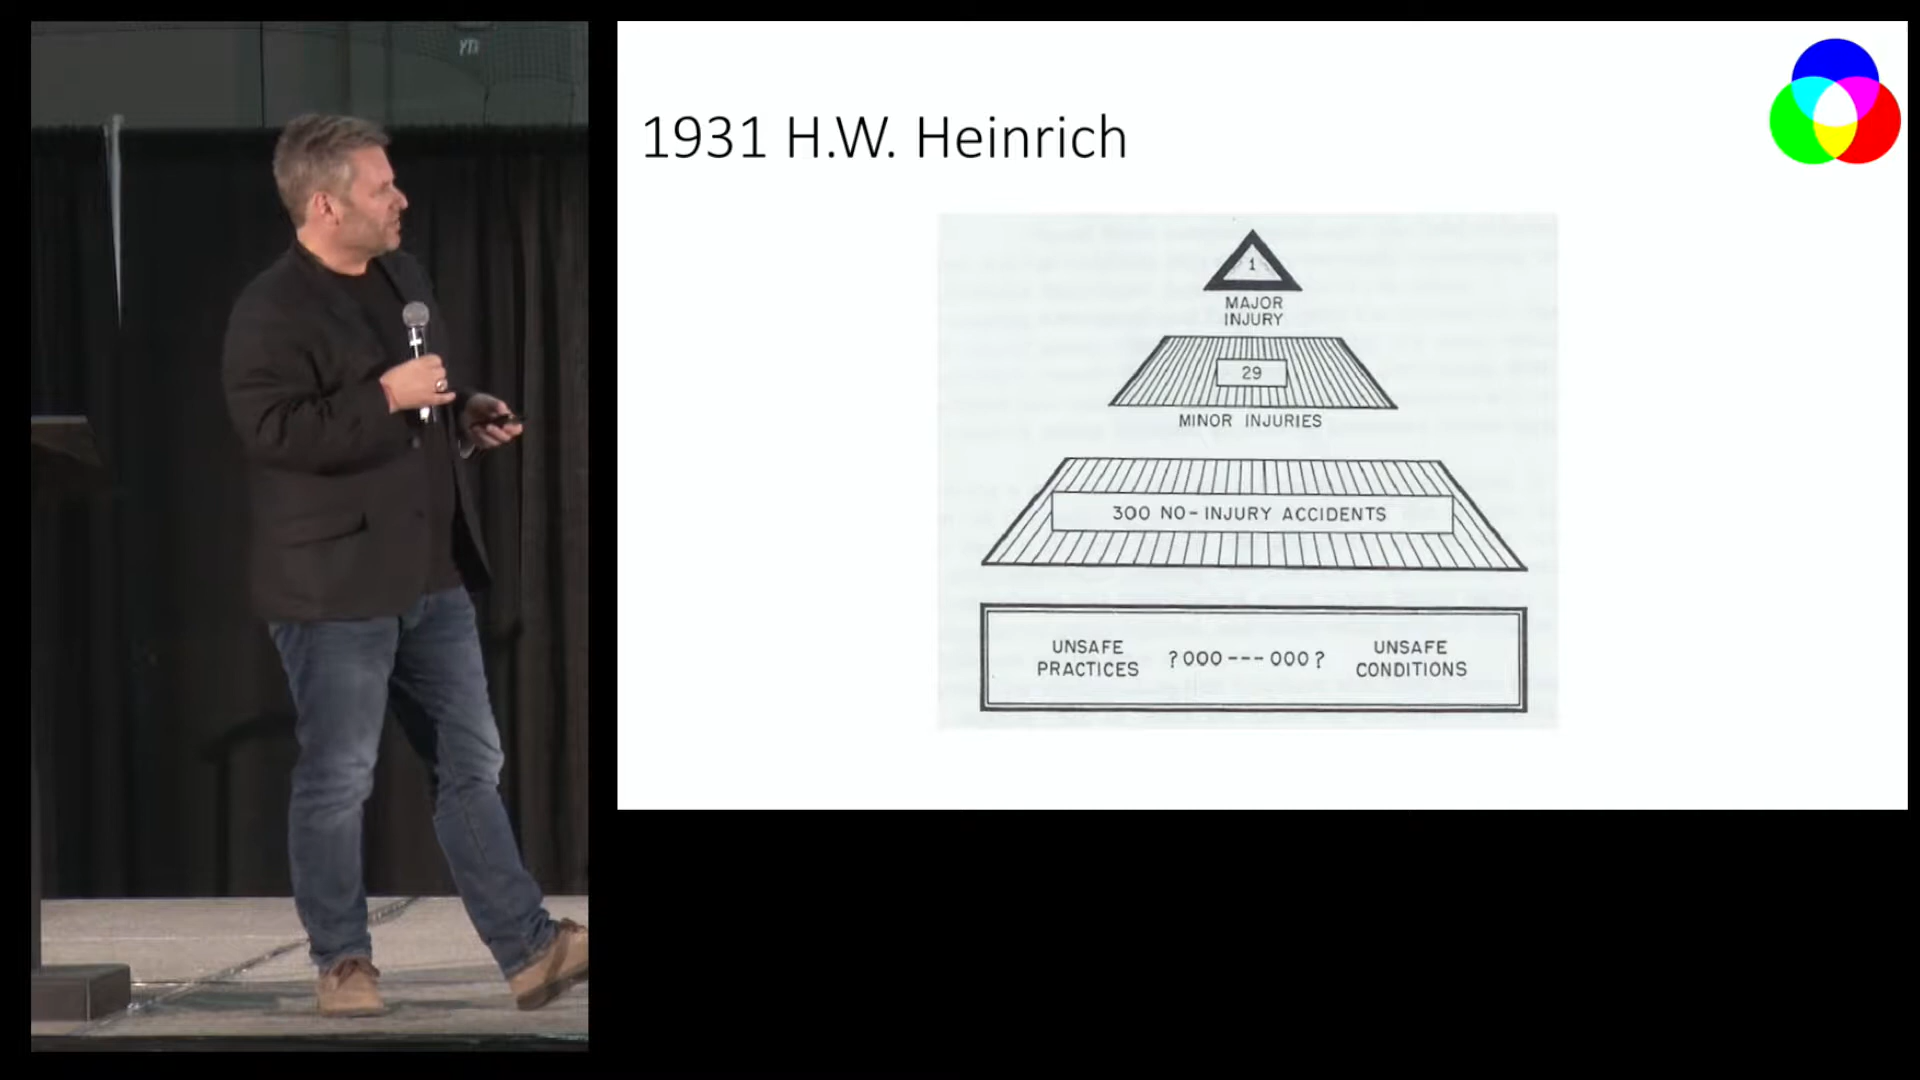 1931 H.W. Heinrich
1
MAJOR
INJURY
29
MINOR INJURIES
300 NO-INJURY ACCIDENTS
UNSAFE
PRACTICES
?000---000?
UNSAFE
CONDITIONS